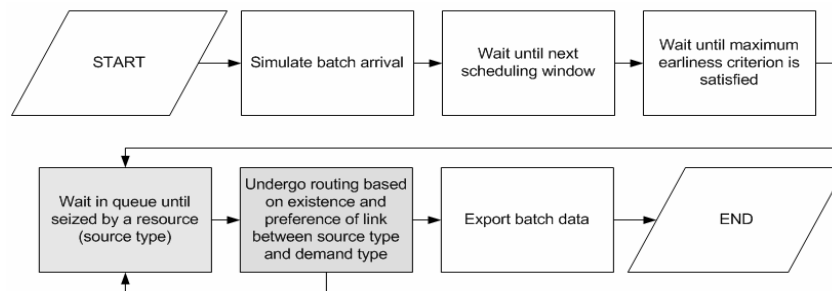 START
Simulate batch arrival
Wait until next
scheduling window
Wait until maximum
earliness criterion is
satisfied
Wait in queue until
seized by a resource
(source type)
Undergo routing based
on existence and
preference of link
between source type
and demand type
Export batch data
END